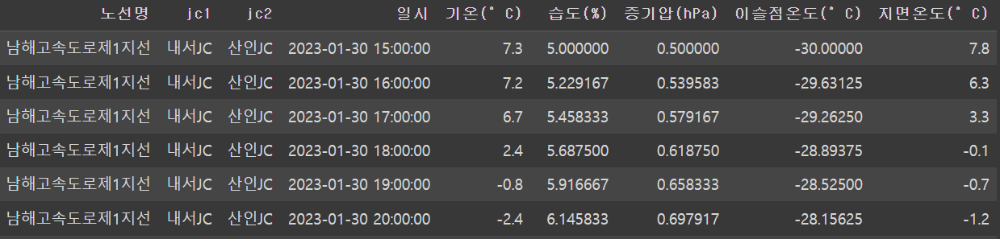 노선명 jc1 jc2 일시 기온(°C) 습도(%) 증기압(hPa) 이슬점온도(°C) 지면온도(°C)
남해고속도로제1지선 내서JC 산인JC 2023-01-30 15:00:00 7.3 5.000000 0.500000 -30.00000 7.8
남해고속도로제1지선 내서JC 산인JC 2023-01-30 16:00:00 7.2 5.229167 0.539583 -29.63125 6.3
남해고속도로제1지선 내서JC 산인JC 2023-01-30 17:00:00 6.7 5.458333 0.579167 -29.26250 3.3
남해고속도로제1지선 내서JC 산인JC 2023-01-30 18:00:00 2.4 5.687500 0.618750 -28.89375 -0.1
남해고속도로제1지선 내서JC 산인JC 2023-01-30 19:00:00 -0.8 5.916667 0.658333 -28.52500 -0.7
남해고속도로제1지선 내서JC 산인JC 2023-01-30 20:00:00 -2.4 6.145833 0.697917 -28.15625 -1.2